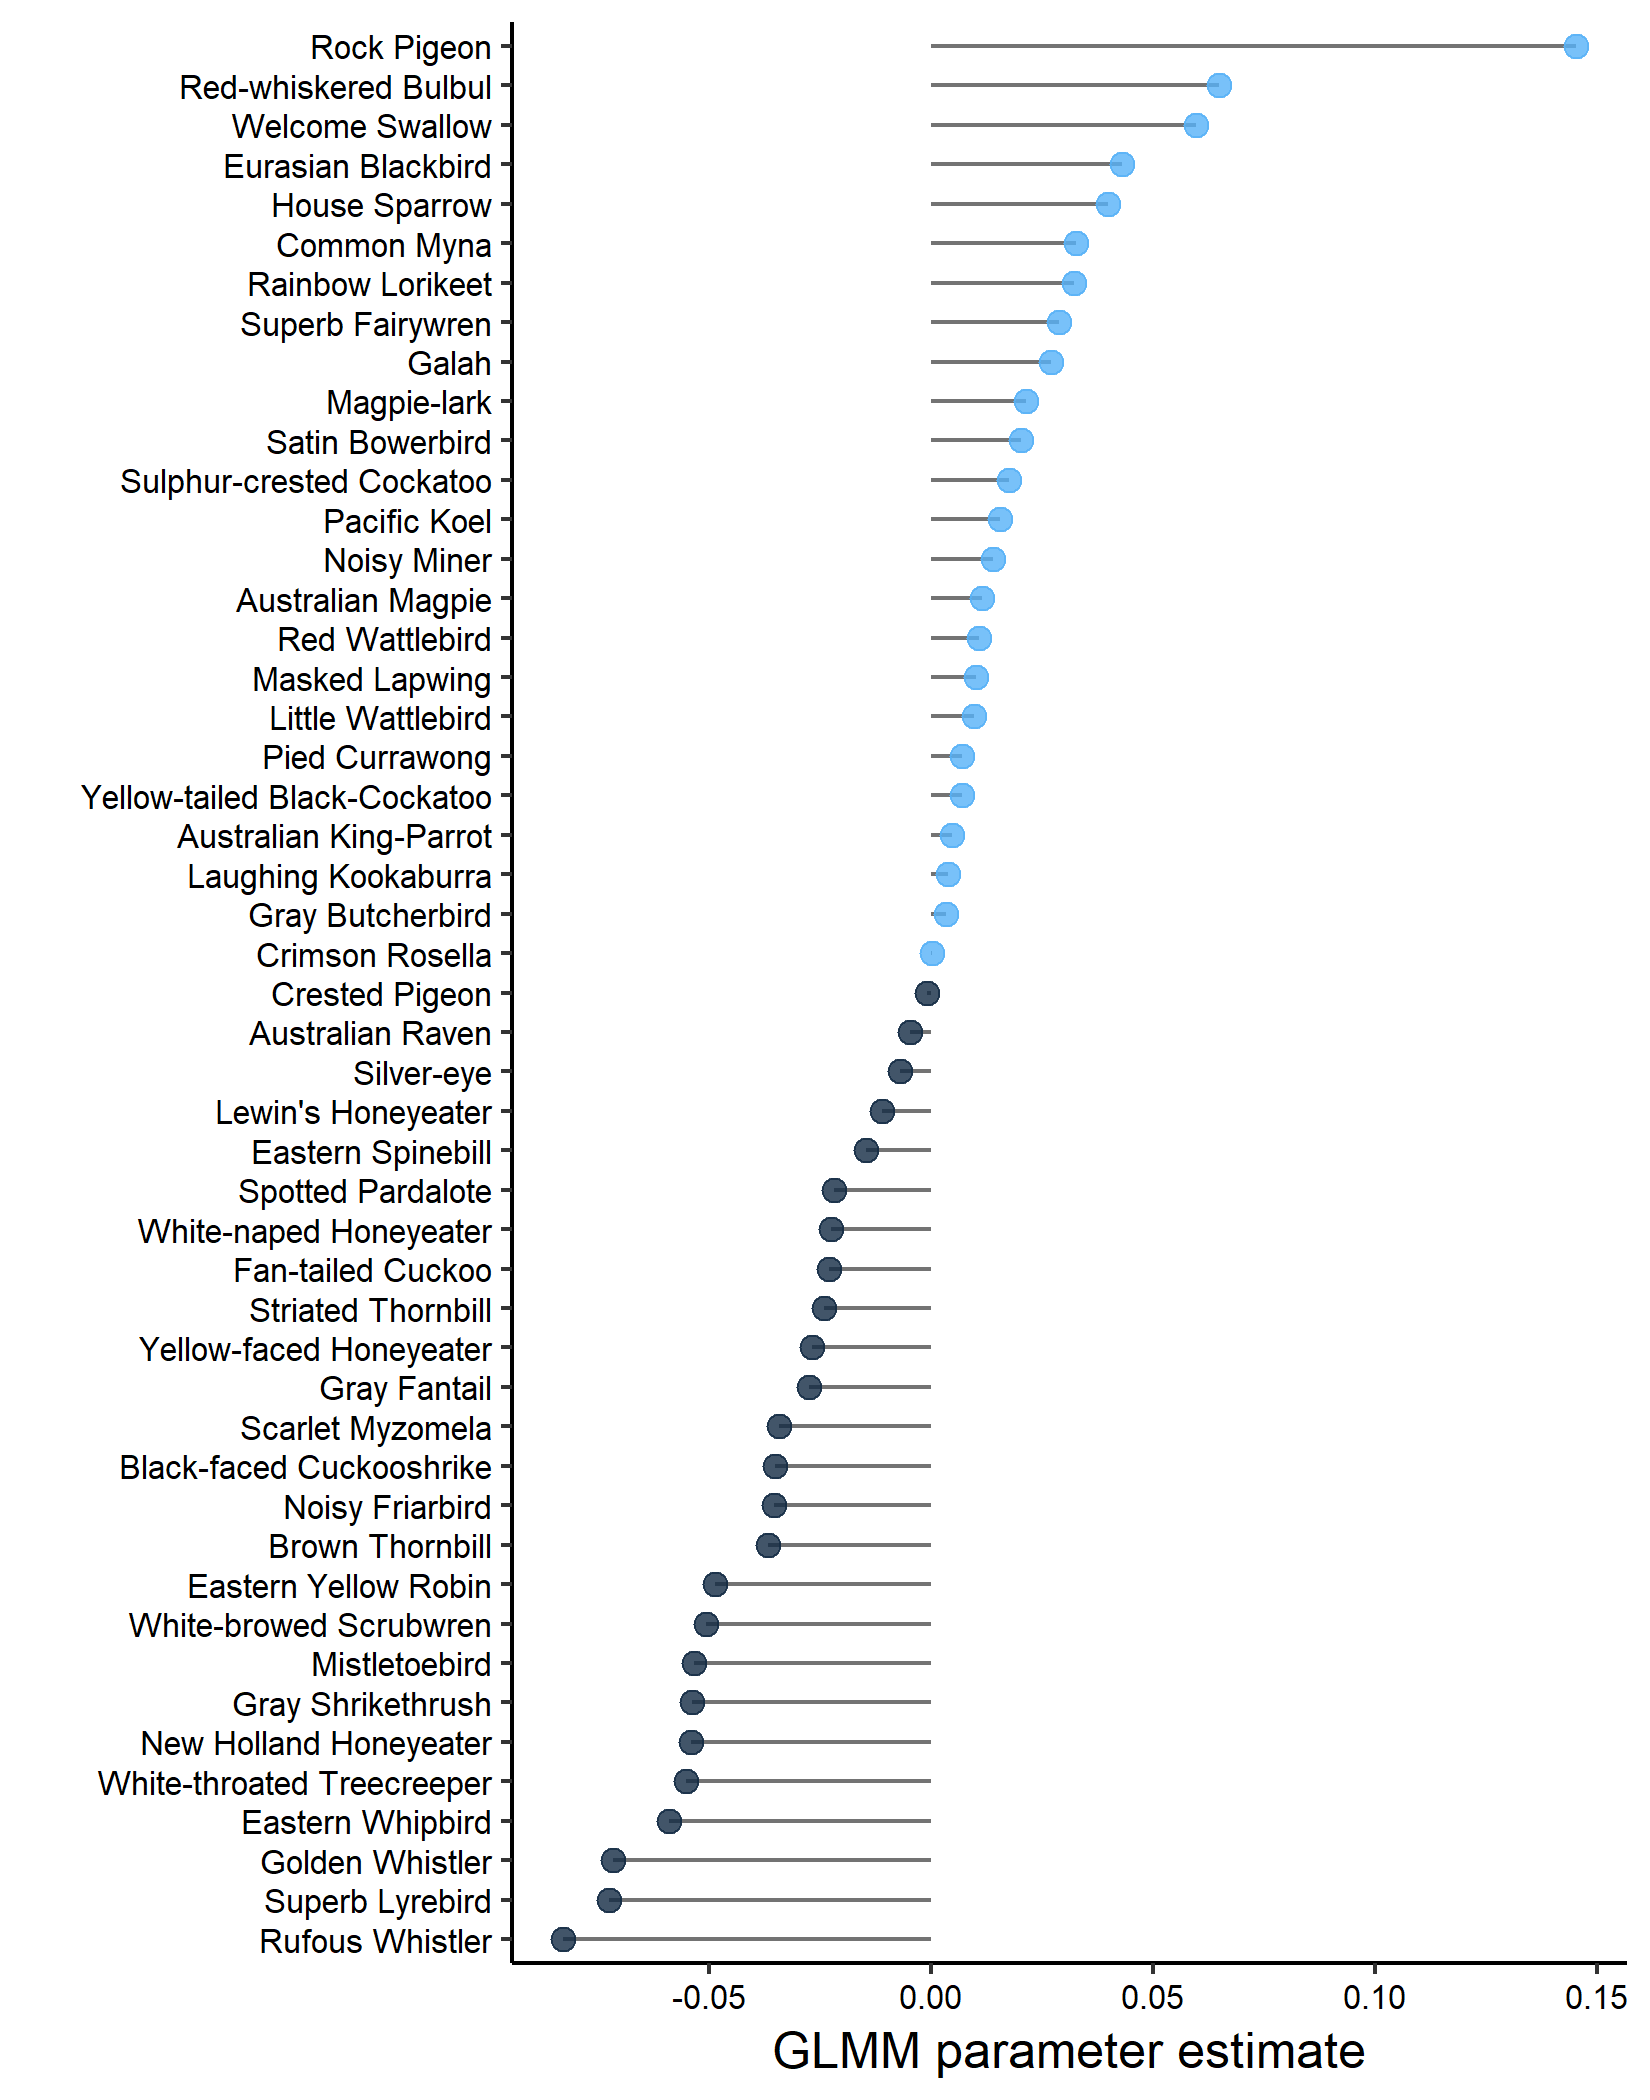 Rock Pigeon
Red-whiskered Bulbul
Welcome Swallow
Eurasian Blackbird
House Sparrow
Common Myna
Rainbow Lorikeet
Superb Fairywren
Galah
Magpie-lark
Satin Bowerbird
Sulphur-crested Cockatoo
Pacific Koel
Noisy Miner
Australian Magpie
Red Wattlebird
Masked Lapwing
Little Wattlebird
Pied Currawong
Yellow-tailed Black-Cockatoo
Australian King-Parrot
Laughing Kookaburra
Gray Butcherbird
Crimson Rosella
Crested Pigeon
Australian Raven
Silver-eye
Lewin's Honeyeater
Eastern Spinebill
Spotted Pardalote
White-naped Honeyeater
Fan-tailed Cuckoo
Striated Thornbill
Yellow-faced Honeyeater
Gray Fantail
Scarlet Myzomela
Black-faced Cuckooshrike
Noisy Friarbird
Brown Thornbill
Eastern Yellow Robin
White-browed Scrubwren
Mistletoebird
Gray Shrikethrush
New Holland Honeyeater
White-throated Treecreeper
Eastern Whipbird
Golden Whistler
Superb Lyrebird
Rufous Whistler
-0.05 0.00 0.05 0.10 0.15
GLMM parameter estimate